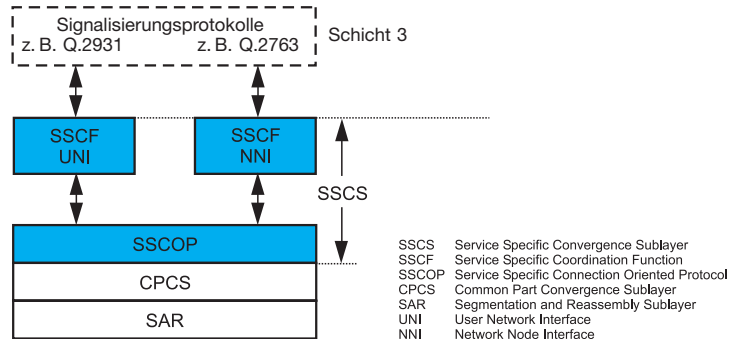 Signalisierungsprotokolle
z. B. Q.2931 z. B. Q.2763
Schicht 3
SSCF
UNI
SSCF
NNI
SSCS
SSCOP
CPCS
SAR
SSCS Service Specific Convergence Sublayer
SSCF Service Specific Coordination Function
SSCOP Service Specific Connection Oriented Protocol
CPCS Common Part Convergence Sublayer
SAR Segmentation and Reassembly Sublayer
UNI User Network Interface
NNI Network Node Interface